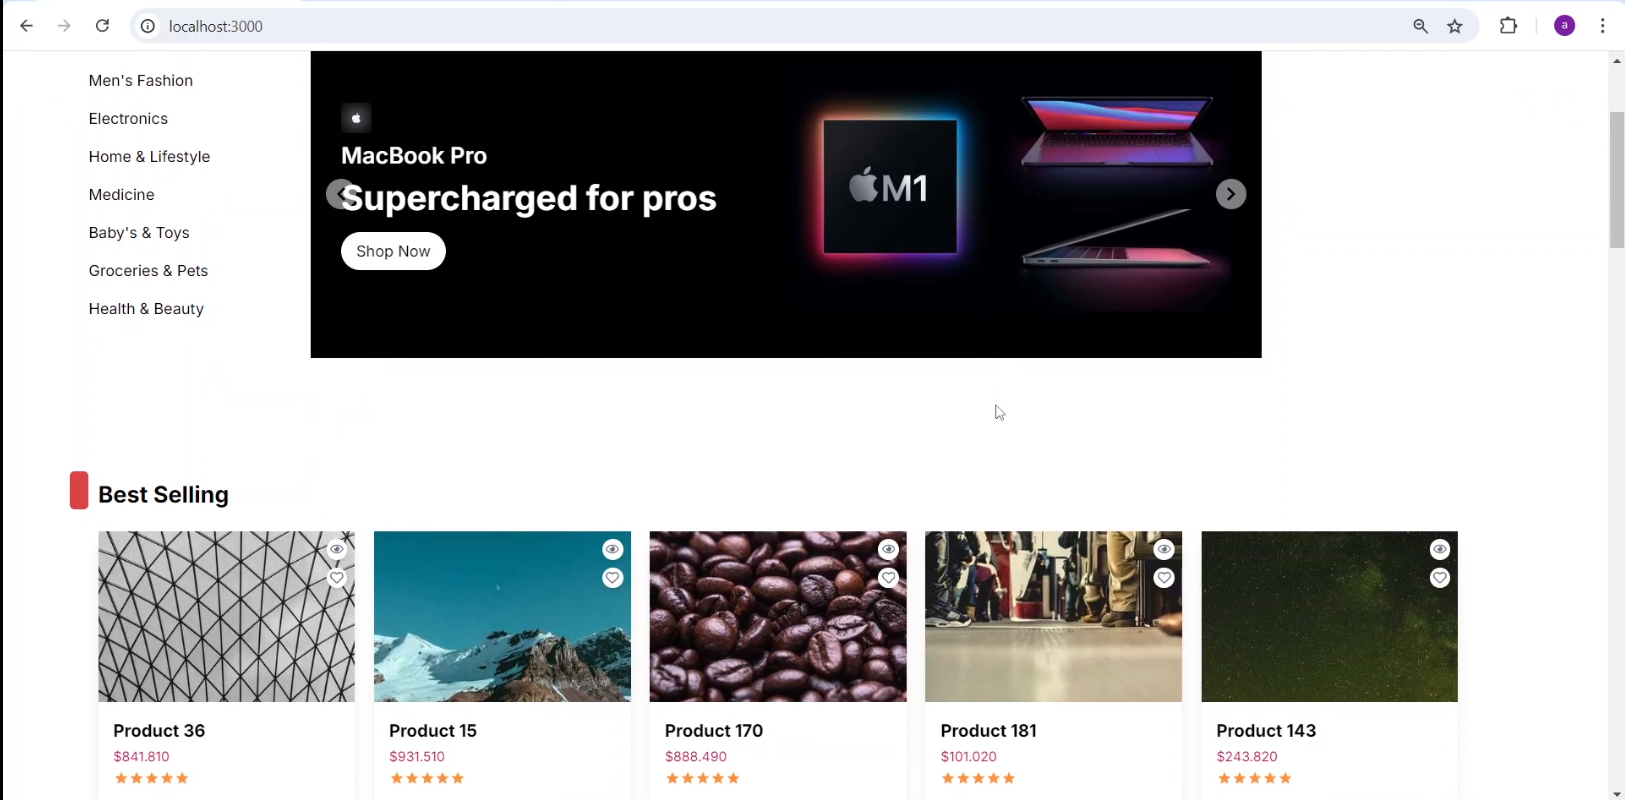 localhost:3000
a
Men's Fashion
Electronics
Home & Lifestyle
Medicine
Baby's & Toys
Groceries & Pets
Health & Beauty
MacBook Pro
Supercharged for pros
Shop Now
M1
Best Selling
Product 36
$841.810
Product 15
$931.510
Product 170
$888.490
Product 181
$101.020
Product 143
$243.820